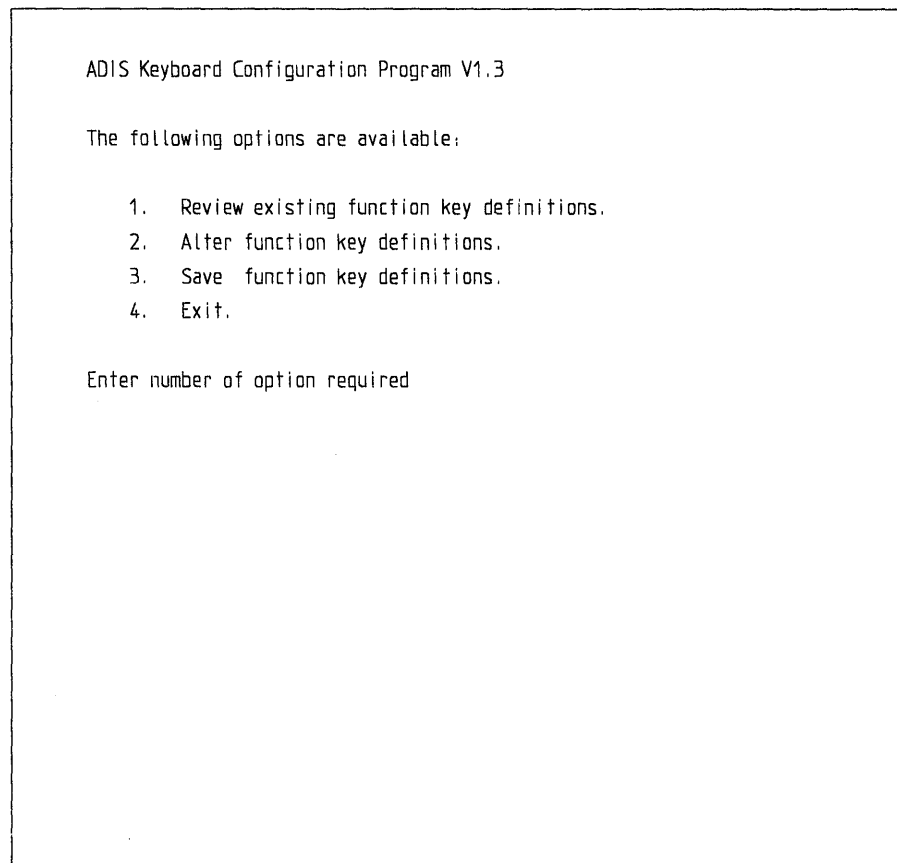 ADIS Keyboard Configuration Program V1.3
The following options are available:
1. Review existing function key definitions.
2. Alter function key definitions.
3. Save function key definitions.
4. Exit.
Enter number of option required